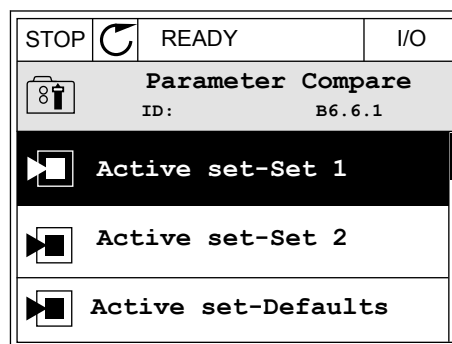 STOP READY I/O
Parameter Compare
ID: B6.6.1
Active set-Set 1
Active set-Set 2
Active set-Defaults